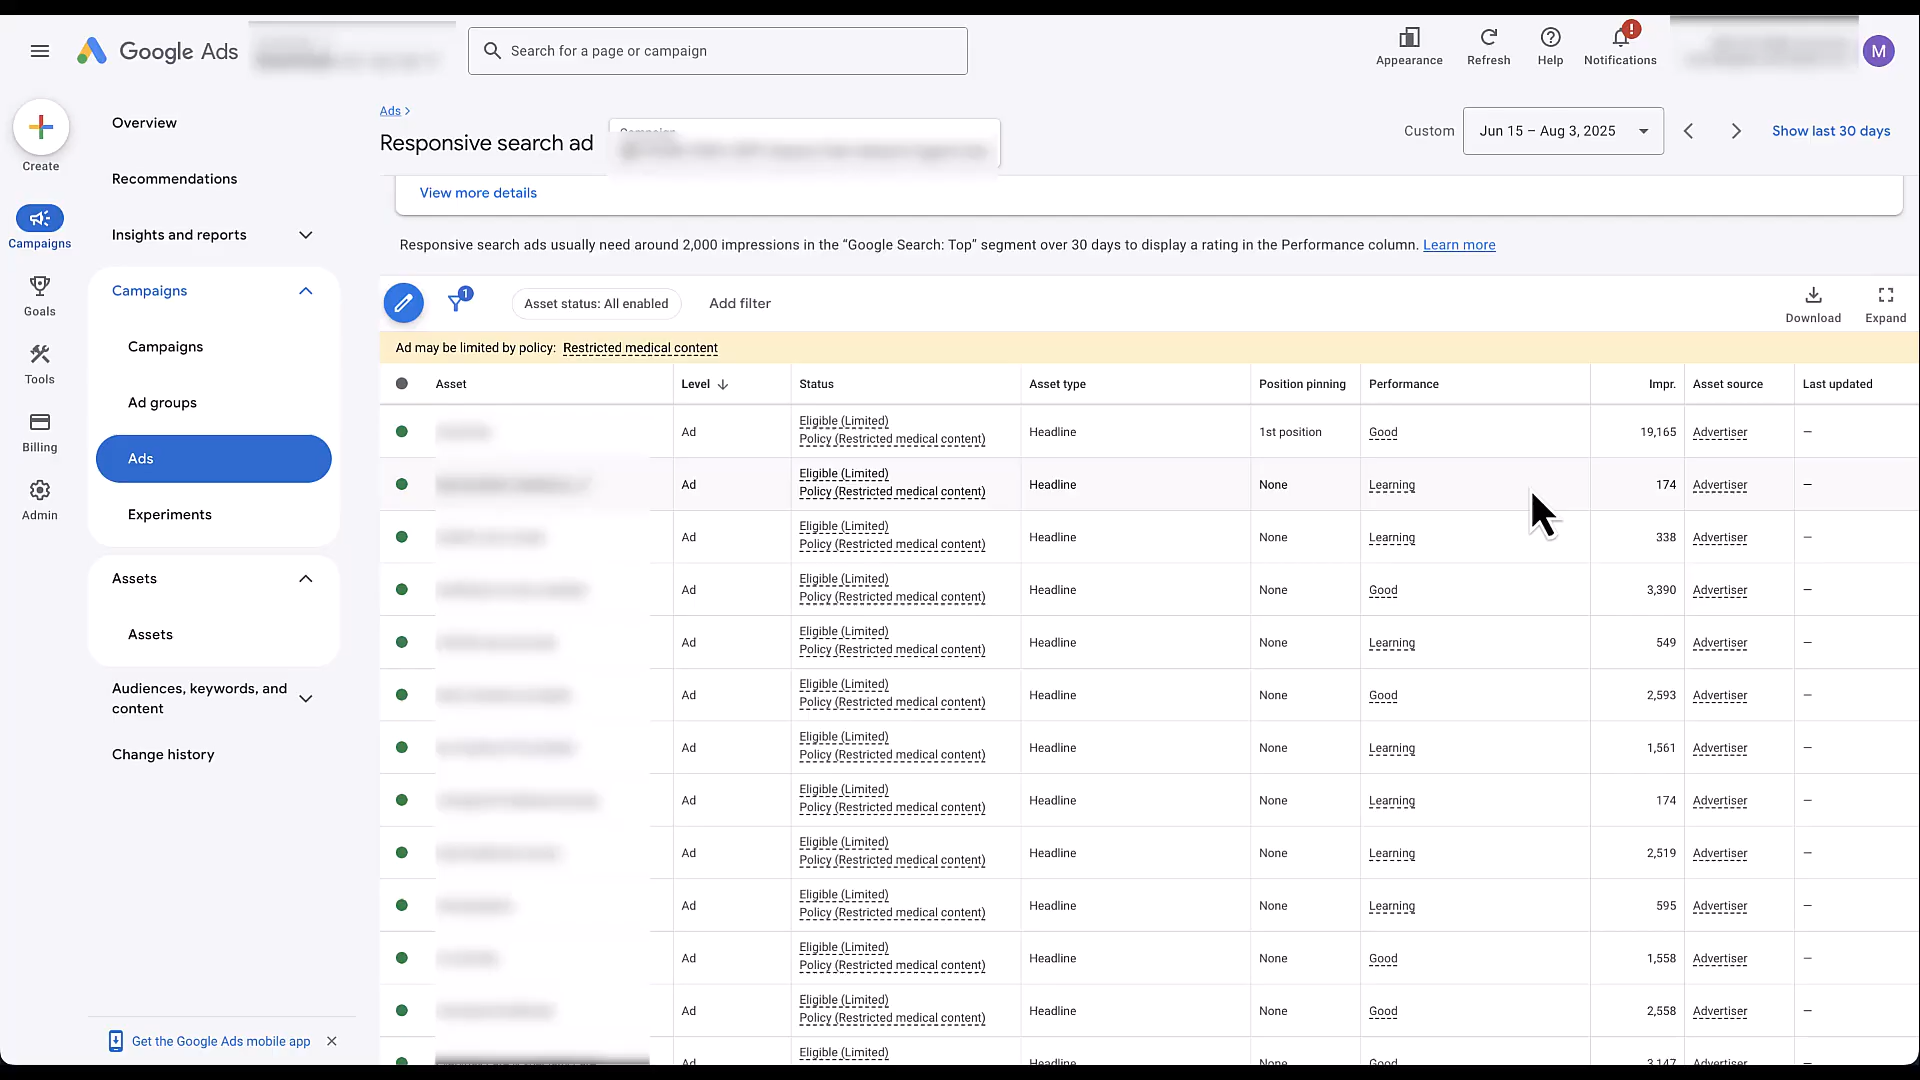 Google Ads
Search for a page or campaign
Appearance
Refresh
Help
!
Notifications
M
Create
Campaigns
Goals
Tools
Billing
Admin
Overview
Recommendations
Insights and reports
Campaigns
Campaigns
Ad groups
Ads
Experiments
Assets
Assets
Audiences, keywords, and
content
Change history
Get the Google Ads mobile app
Ads >
Responsive search ad
Campaign
Custom
Jun 15 – Aug 3, 2025
Show last 30 days
View more details
Responsive search ads usually need around 2,000 impressions in the “Google Search: Top” segment over 30 days to display a rating in the Performance column. Learn more
1
Asset status: All enabled
Add filter
Download
Expand
Ad may be limited by policy: Restricted medical content
Asset Level Status Asset type Position pinning Performance Impr. Asset source Last updated
Ad Eligible (Limited) Headline 1st position Good 19,165 Advertiser —
Policy (Restricted medical content)
Ad Eligible (Limited) Headline None Learning 174 Advertiser —
Policy (Restricted medical content)
Ad Eligible (Limited) Headline None Learning 338 Advertiser —
Policy (Restricted medical content)
Ad Eligible (Limited) Headline None Good 3,390 Advertiser —
Policy (Restricted medical content)
Ad Eligible (Limited) Headline None Learning 549 Advertiser —
Policy (Restricted medical content)
Ad Eligible (Limited) Headline None Good 2,593 Advertiser —
Policy (Restricted medical content)
Ad Eligible (Limited) Headline None Learning 1,561 Advertiser —
Policy (Restricted medical content)
Ad Eligible (Limited) Headline None Learning 174 Advertiser —
Policy (Restricted medical content)
Ad Eligible (Limited) Headline None Learning 2,519 Advertiser —
Policy (Restricted medical content)
Ad Eligible (Limited) Headline None Learning 595 Advertiser —
Policy (Restricted medical content)
Ad Eligible (Limited) Headline None Good 1,558 Advertiser —
Policy (Restricted medical content)
Ad Eligible (Limited) Headline None Good 2,558 Advertiser —
Policy (Restricted medical content)
Ad Eligible (Limited) Headline None Good 3,147 Advertiser —